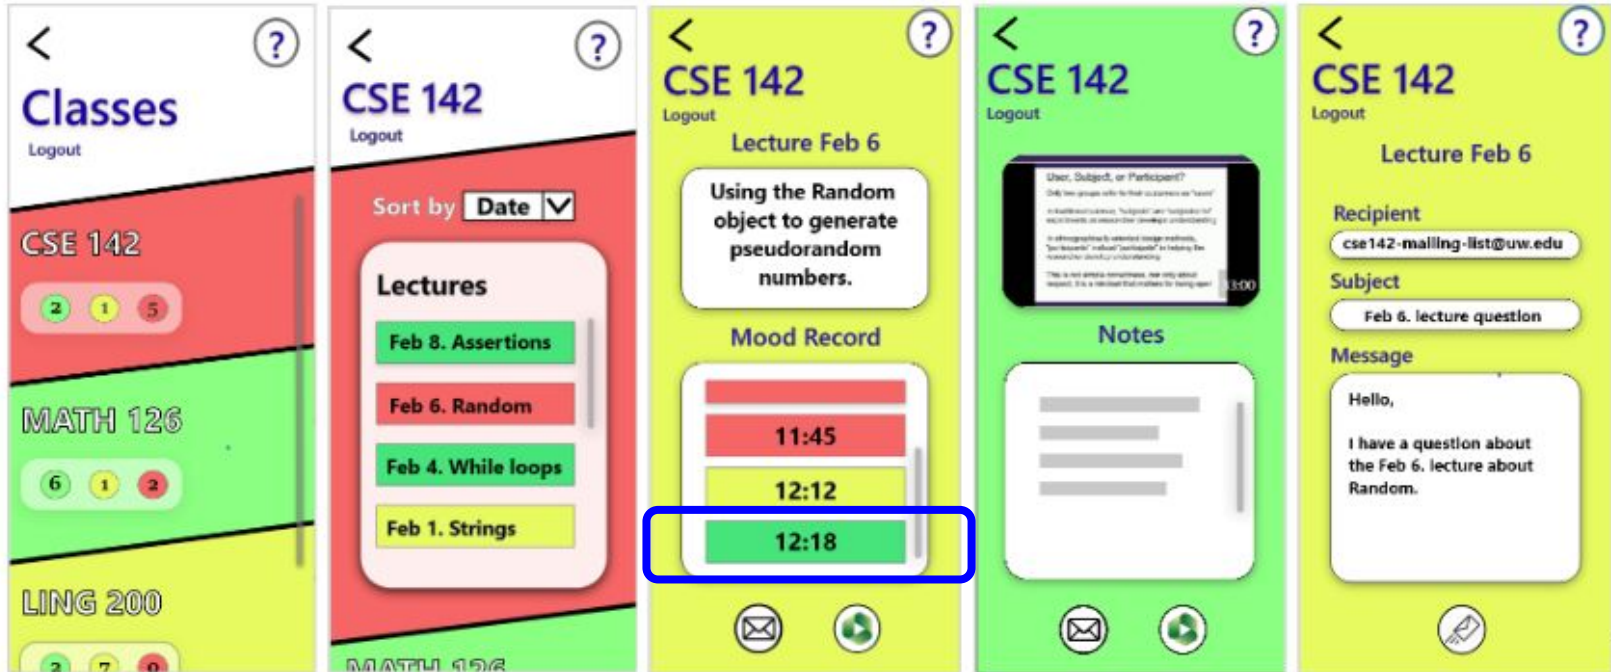 ?
Classes
Logout
CSE 142
2 1 5
MATH 126
6 1 2
LING 200
2 7 0
?
CSE 142
Logout
Sort by Date
Lectures
Feb 8. Assertions
Feb 6. Random
Feb 4. While loops
Feb 1. Strings
MATH 126
?
CSE 142
Logout
Lecture Feb 6
Using the Random
object to generate
pseudorandom
numbers.
Mood Record
11:45
12:12
12:18
?
CSE 142
Logout
User, Subject, or Participant?
Notes
?
CSE 142
Logout
Lecture Feb 6
Recipient
cse142-mailing-list@uw.edu
Subject
Feb 6. lecture question
Message
Hello,
I have a question about
the Feb 6. lecture about
Random.